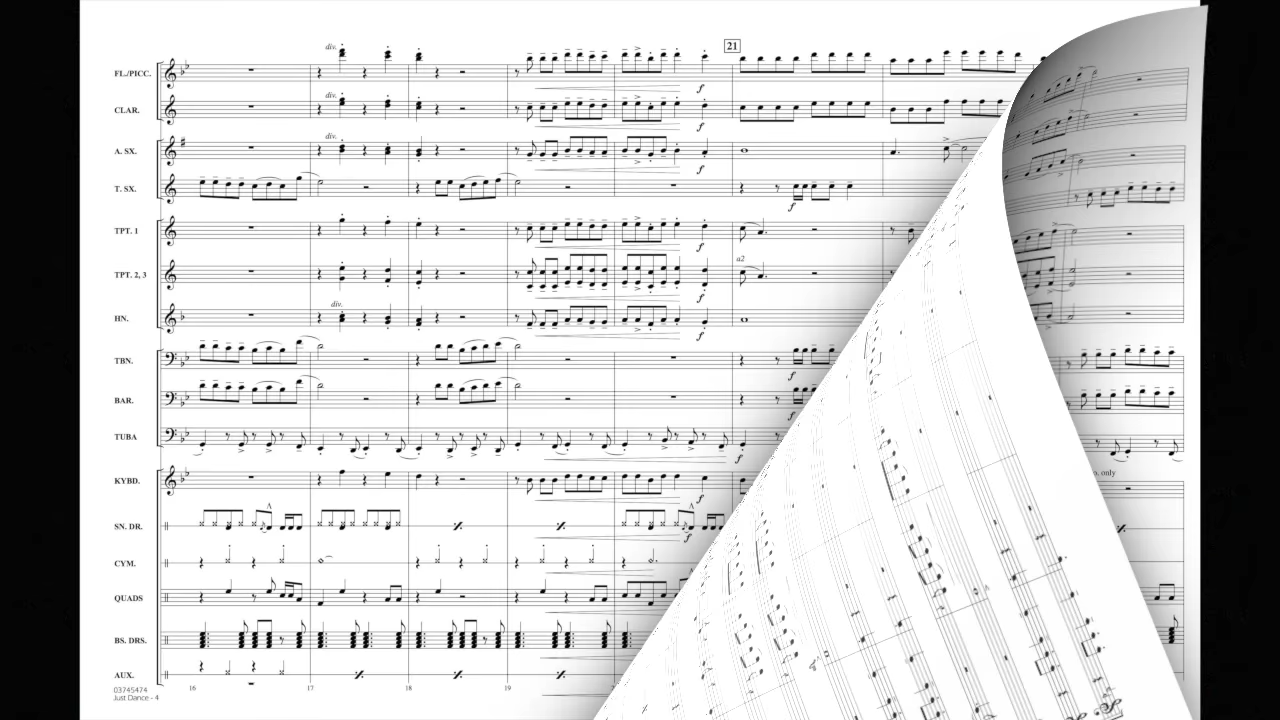 21
div.
FL./PICC.
f
div.
CLAR.
f
div.
A. SX.
f
T. SX.
f
TPT. 1
f
a2
TPT. 2, 3
f
div.
HN.
f
TBN.
f
BAR.
f
TUBA
f
o. only
KYBD.
f
SN. DR.
f
CYM.
QUADS
BS. DRS.
AUX.
16 17 18 19
03745474
Just Dance - 4